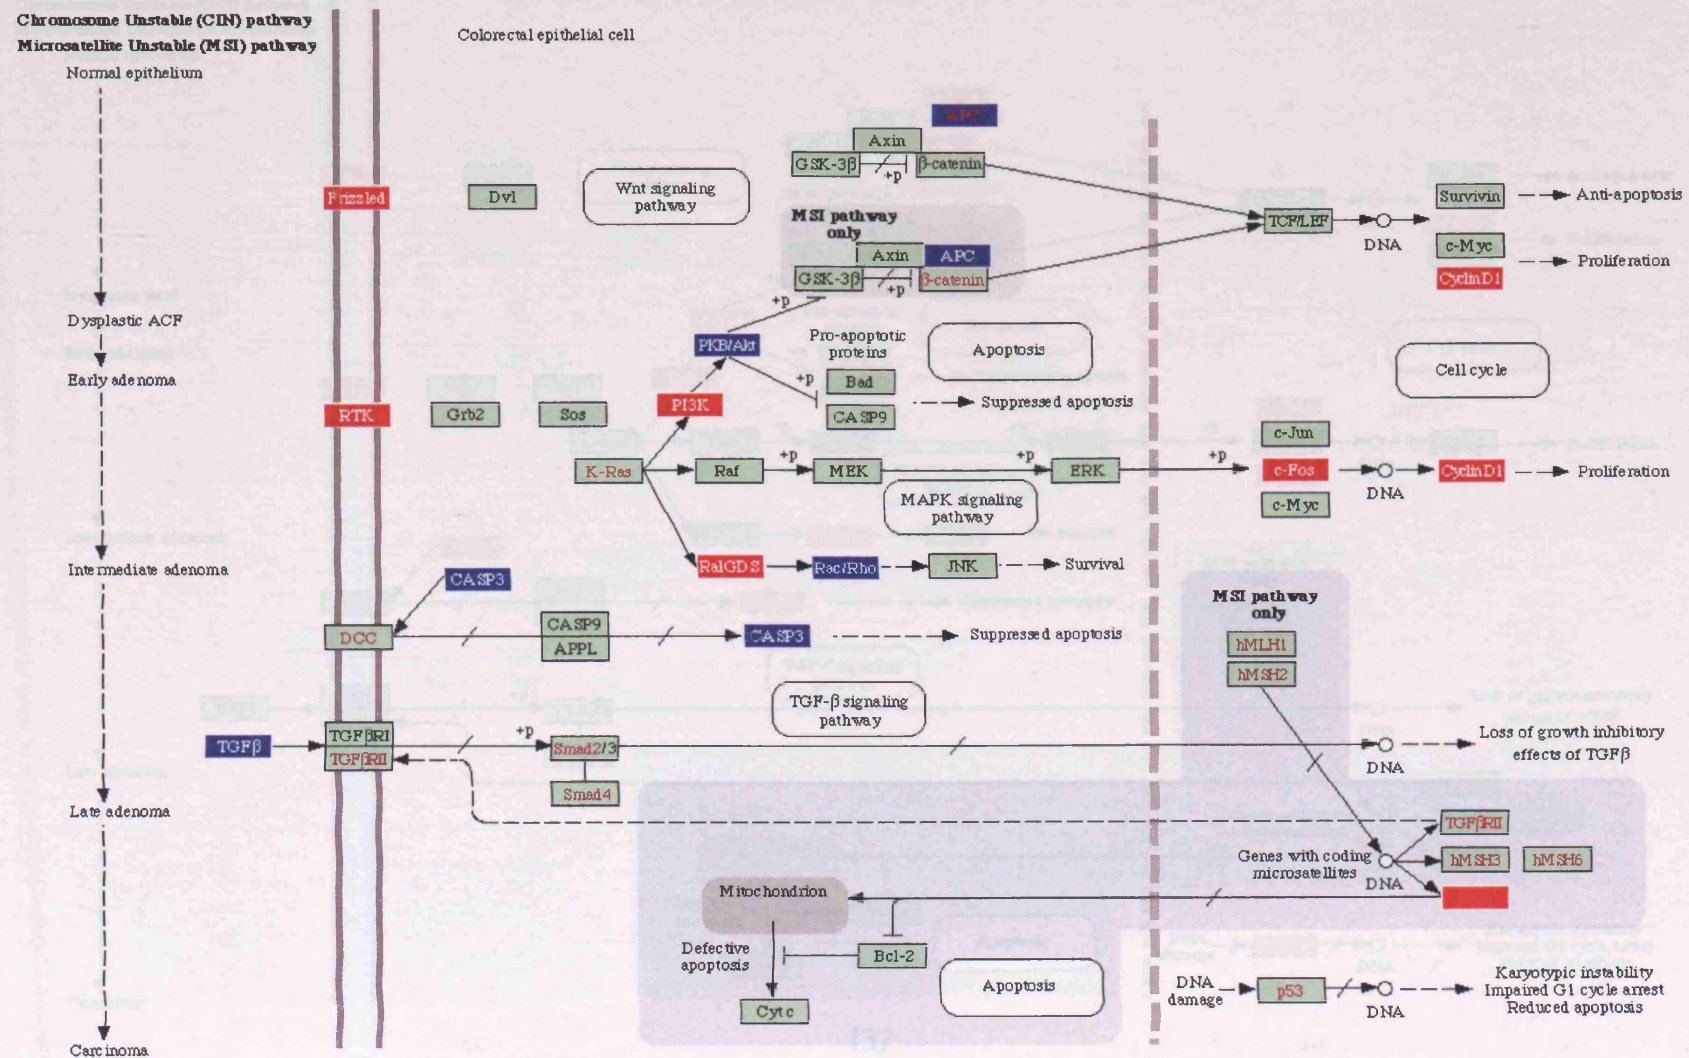 Chromosome Unstable (CIN) pathway
Microsatellite Unstable (MSI) pathway
Normal epithelium
Colorectal epithelial cell
APC
Axin
GSK-3β
β-catenin
+p
Frizzled
Dvl
Wnt signaling
pathway
MSI pathway
only
Axin
APC
GSK-3β
β-catenin
+p
TCF/LEF
DNA
Survivin
Anti-apoptosis
c-Myc
Proliferation
CyclinD1
Dysplastic ACF
+p
PKB/Akt
Pro-apoptotic
proteins
Apoptosis
Cell cycle
Early adenoma
+p
Bad
CASP9
Suppressed apoptosis
RTK
Grb2
Sos
PI3K
K-Ras
Raf
+p
MEK
+p
ERK
+p
c-Jun
c-Fos
c-Myc
DNA
CyclinD1
Proliferation
MAPK signaling
pathway
Intermediate adenoma
CASP3
RalGDS
Rac/Rho
JNK
Survival
DCC
CASP9
APPL
CASP3
Suppressed apoptosis
MSI pathway
only
hMLH1
hMSH2
TGF-β signaling
pathway
TGFβ
TGFβRI
TGFβRII
+p
Smad2/3
Smad4
DNA
Loss of growth inhibitory
effects of TGFβ
Late adenoma
TGFβRII
Genes with coding
microsatellites
DNA
hMSH3
hMSH6
Mitochondrion
Defective
apoptosis
Bcl-2
Cytc
Apoptosis
DNA
damage
p53
DNA
Karyotypic instability
Impaired G1 cycle arrest
Reduced apoptosis
Carcinoma